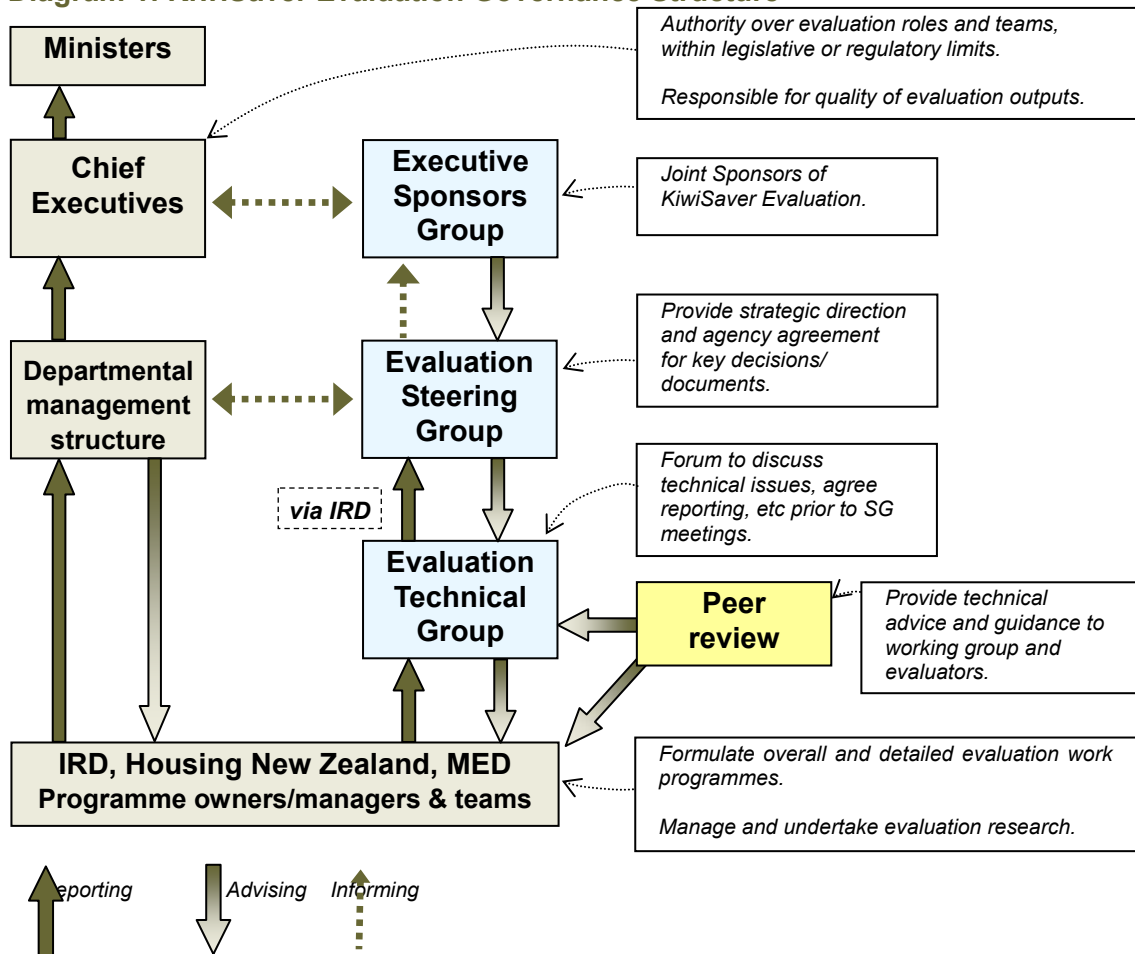 Ministers
Authority over evaluation roles and teams,
within legislative or regulatory limits.
Responsible for quality of evaluation outputs.
Chief
Executives
Executive
Sponsors
Group
Joint Sponsors of
KiwiSaver Evaluation.
Departmental
management
structure
Evaluation
Steering
Group
Provide strategic direction
and agency agreement
for key decisions/
documents.
via IRD
Forum to discuss
technical issues, agree
reporting, etc prior to SG
meetings.
Evaluation
Technical
Group
Peer
review
Provide technical
advice and guidance to
working group and
evaluators.
IRD, Housing New Zealand, MED
Programme owners/managers & teams
Formulate overall and detailed evaluation work
programmes.
Manage and undertake evaluation research.
eporting Advising Informing